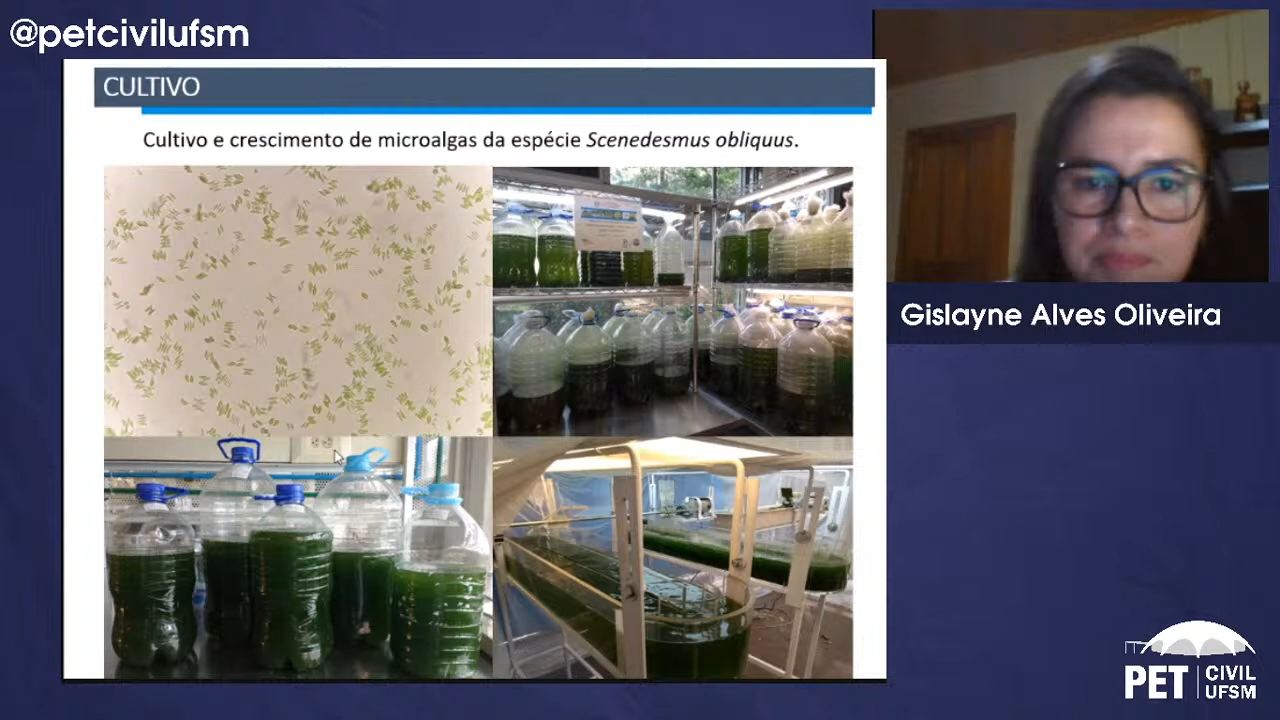 @petcivilufsm
CULTIVO
Cultivo e crescimento de microalgas da espécie Scenedesmus obliquus.
Gislayne Alves Oliveira
PET CIVIL
UFSM